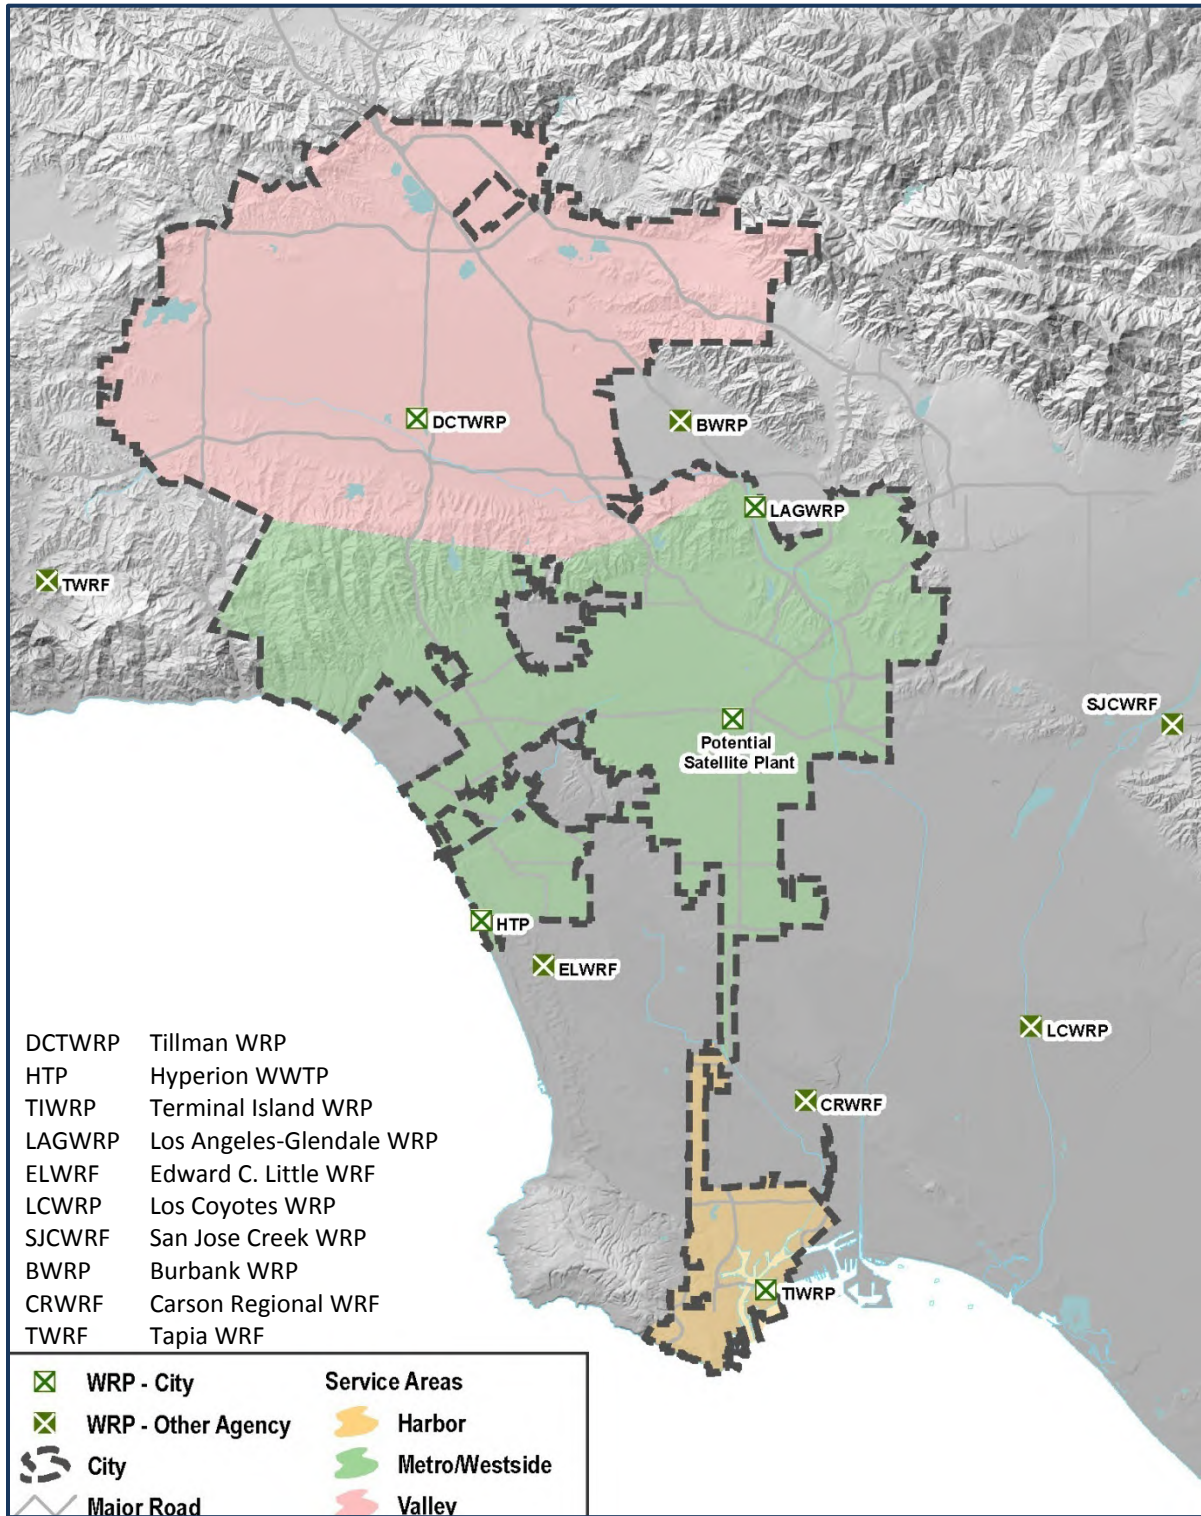 DCTWRP
BWRP
LAGWRP
TWRF
SJCWRF
Potential
Satellite Plant
HTP
ELWRF
LCWRP
CRWRF
TIWRP
DCTWRP Tillman WRP
HTP Hyperion WWTP
TIWRP Terminal Island WRP
LAGWRP Los Angeles-Glendale WRP
ELWRF Edward C. Little WRF
LCWRP Los Coyotes WRP
SJCWRF San Jose Creek WRP
BWRP Burbank WRP
CRWRF Carson Regional WRF
TWRF Tapia WRF
WRP - City
WRP - Other Agency
City
Major Road
Service Areas
Harbor
Metro/Westside
Valley